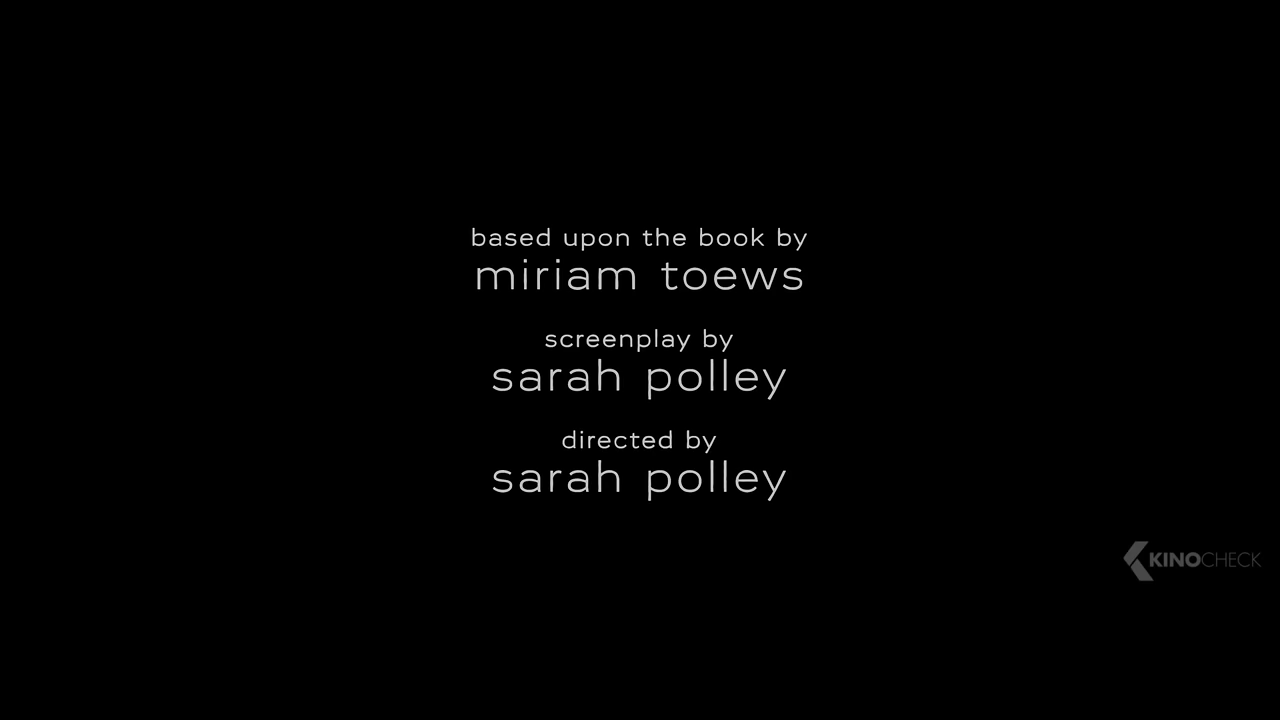 based upon the book by
miriam toews
screenplay by
sarah polley
directed by
sarah polley
KINOCHECK